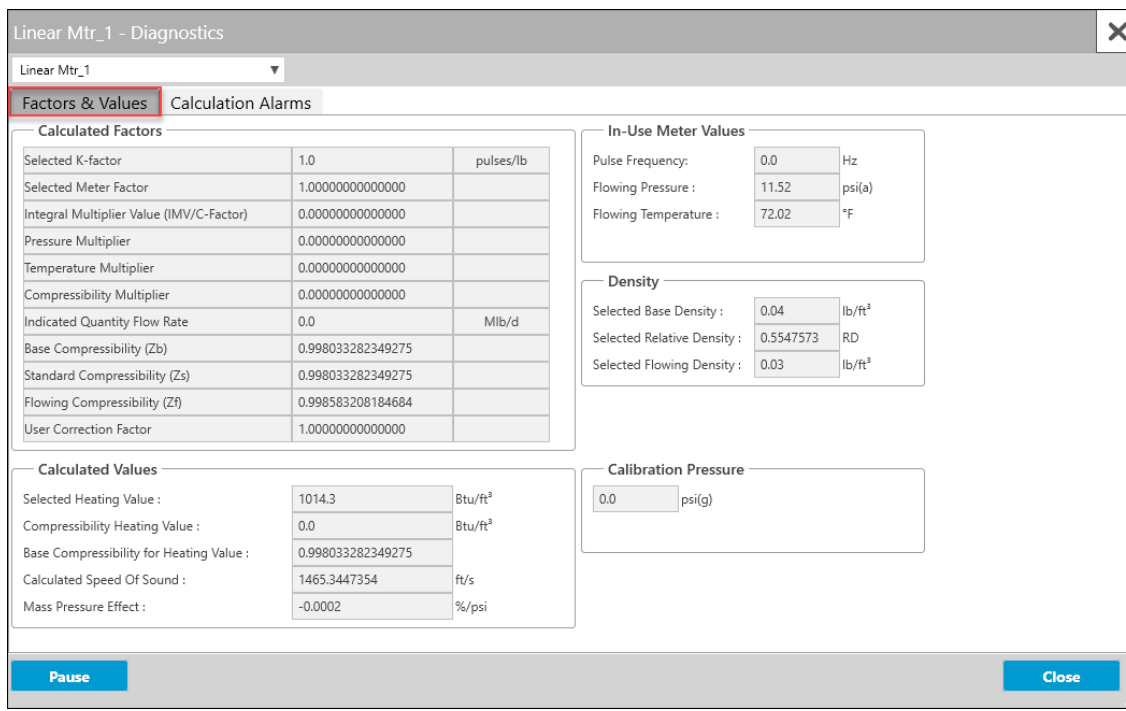 Linear Mtr_1 - Diagnostics
Linear Mtr_1
Factors & Values Calculation Alarms
Calculated Factors
Selected K-factor 1.0 pulses/lb
Selected Meter Factor 1.00000000000000
Integral Multiplier Value (IMV/C-Factor) 0.00000000000000
Pressure Multiplier 0.00000000000000
Temperature Multiplier 0.00000000000000
Compressibility Multiplier 0.00000000000000
Indicated Quantity Flow Rate 0.0 Mlb/d
Base Compressibility (Zb) 0.998033282349275
Standard Compressibility (Zs) 0.998033282349275
Flowing Compressibility (Zf) 0.998583208184684
User Correction Factor 1.00000000000000
In-Use Meter Values
Pulse Frequency: 0.0 Hz
Flowing Pressure : 11.52 psi(a)
Flowing Temperature : 72.02 °F
Density
Selected Base Density : 0.04 lb/ft³
Selected Relative Density : 0.5547573 RD
Selected Flowing Density : 0.03 lb/ft³
Calculated Values
Selected Heating Value : 1014.3 Btu/ft³
Compressibility Heating Value : 0.0 Btu/ft³
Base Compressibility for Heating Value : 0.998033282349275
Calculated Speed Of Sound : 1465.3447354 ft/s
Mass Pressure Effect : -0.0002 %/psi
Calibration Pressure
0.0 psi(g)
Pause Close